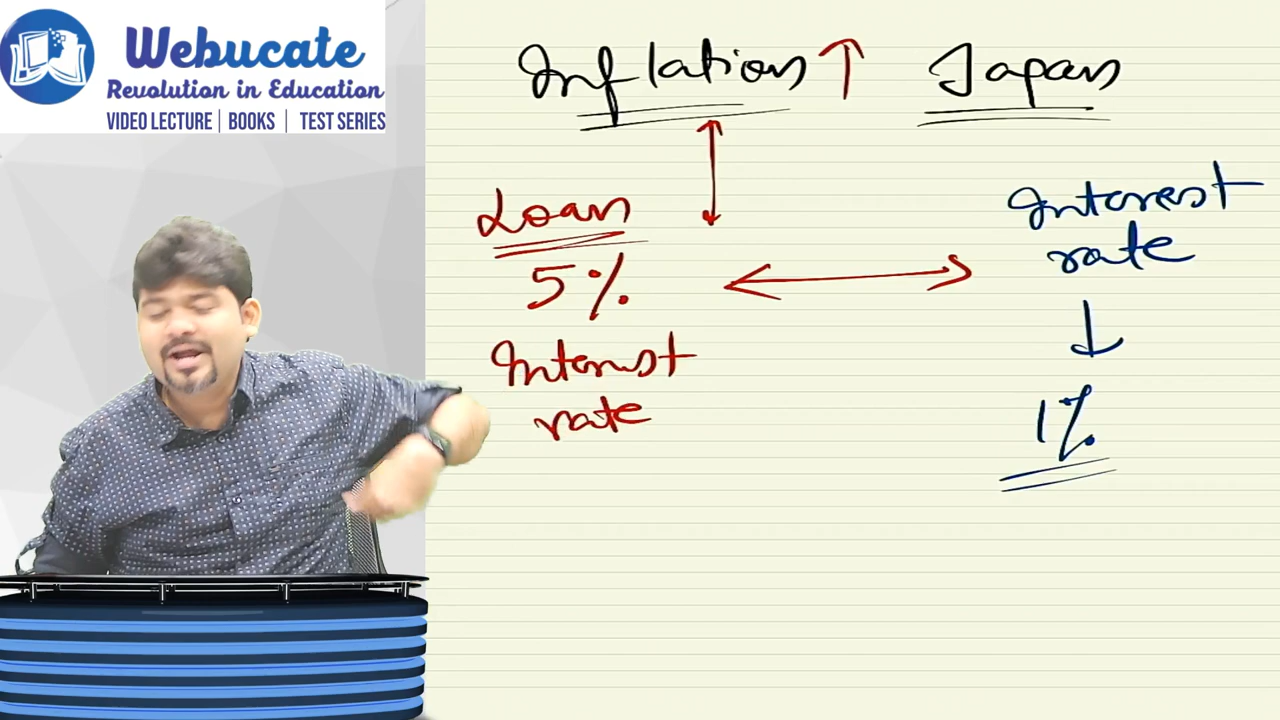 Webucate
Revolution in Education
VIDEO LECTURE | BOOKS | TEST SERIES
Inflation ↑ Japan
Loan
5%
Interest
rate
Interest
rate
↓
1%